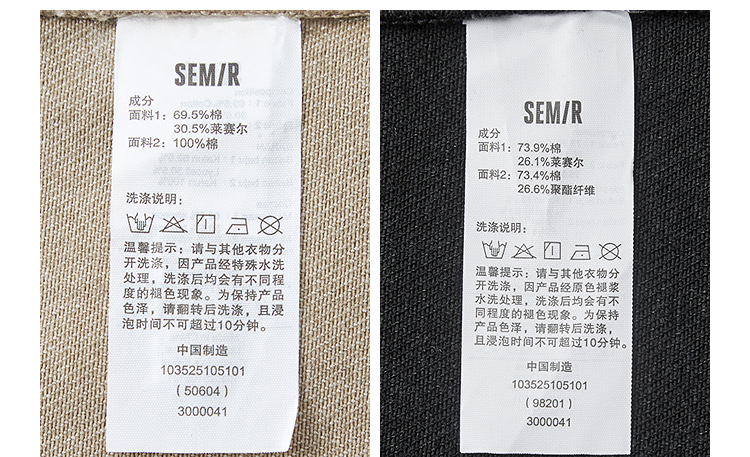 SEMIR
成分
面料1：69.5%棉
30.5%莱赛尔
面料2：100%棉
洗涤说明：
温馨提示：请与其他衣物分
开洗涤，因产品经特殊水洗
处理，洗涤后均会有不同程
度的褪色现象。为保持产品
色泽，请翻转后洗涤，且浸
泡时间不可超过10分钟。
中国制造
103525105101
（50604）
3000041
SEMIR
成分
面料1：73.9%棉
26.1%莱赛尔
面料2：73.4%棉
26.6%聚酯纤维
洗涤说明：
温馨提示：请与其他衣物分
开洗涤，因产品经原色褪浆
水洗处理，洗涤后均会有不
同程度的褪色现象。为保持
产品色泽，请翻转后洗涤，
且浸泡时间不可超过10分钟。
中国制造
103525105101
（98201）
3000041